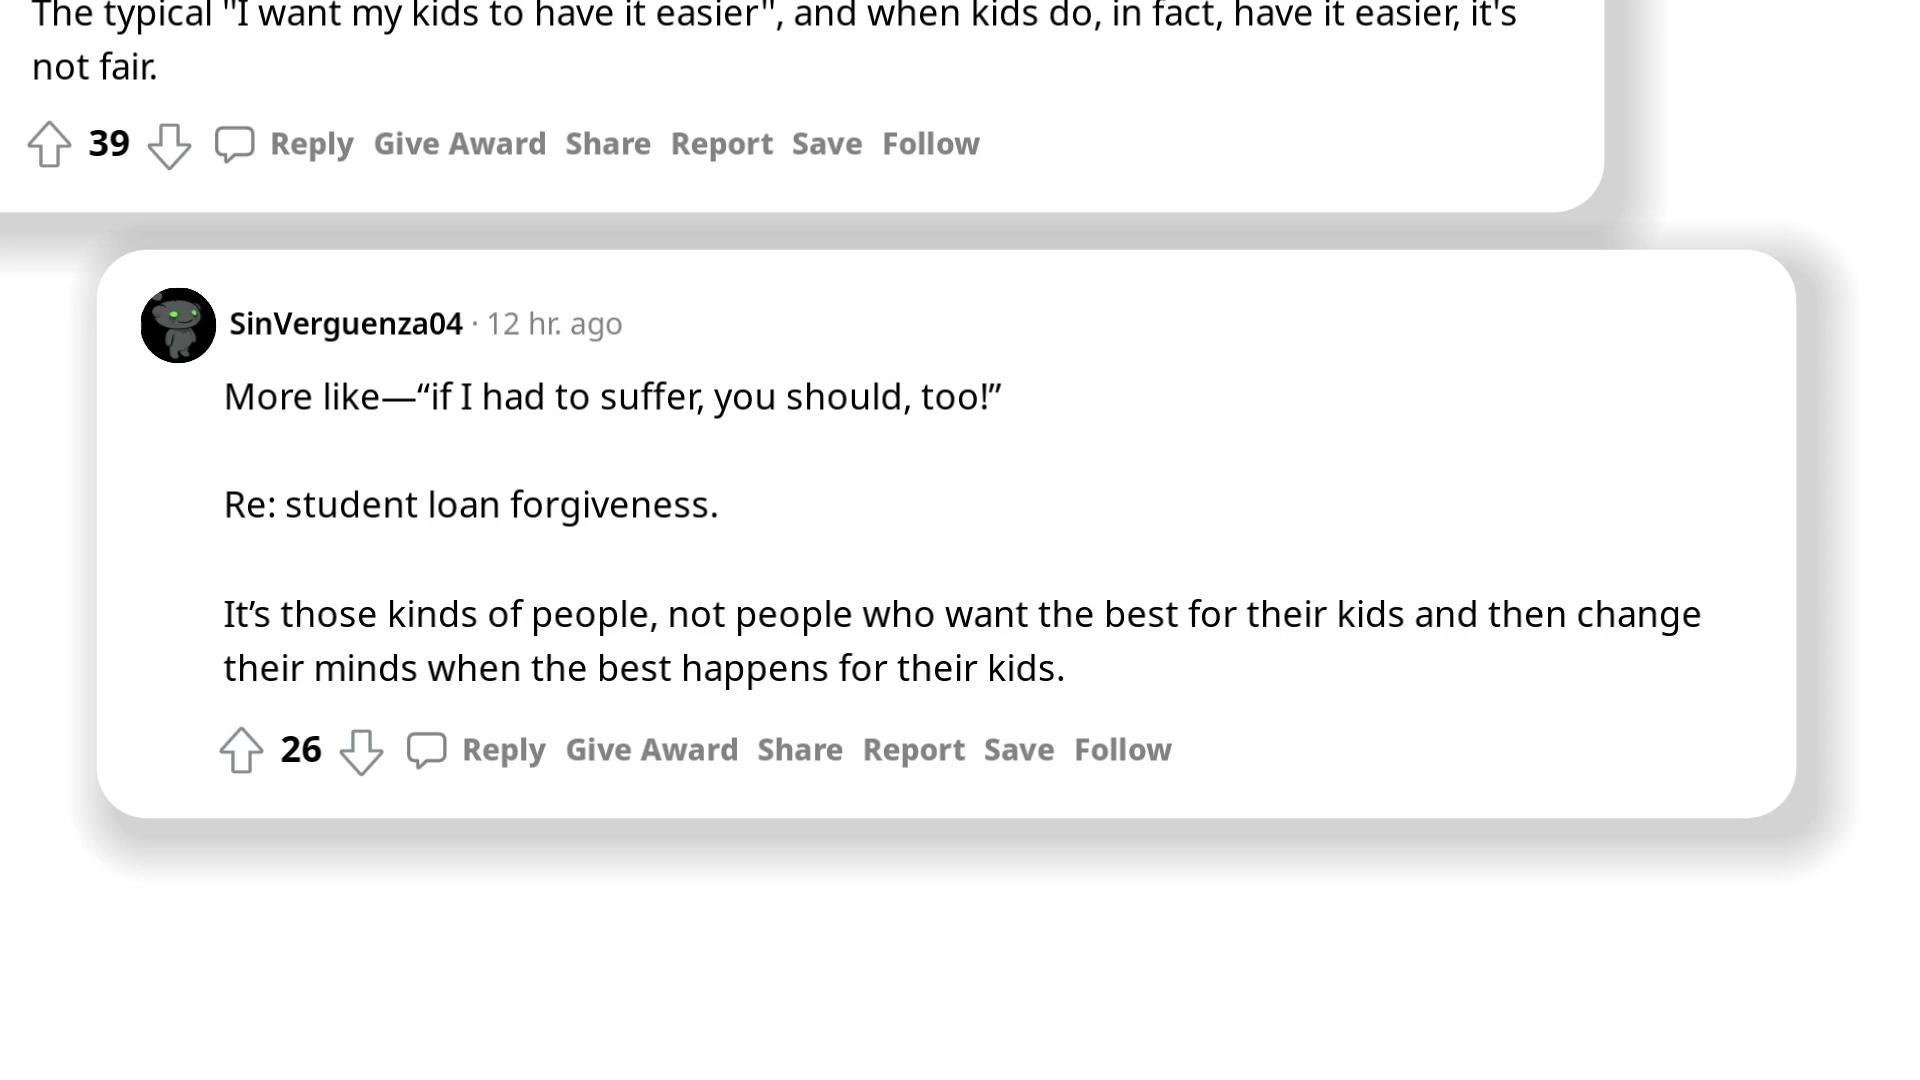 The typical "I want my kids to have it easier", and when kids do, in fact, have it easier, it's
not fair.
39 Reply Give Award Share Report Save Follow
SinVerguenza04 · 12 hr. ago
More like—“if I had to suffer, you should, too!”
Re: student loan forgiveness.
It’s those kinds of people, not people who want the best for their kids and then change
their minds when the best happens for their kids.
26 Reply Give Award Share Report Save Follow